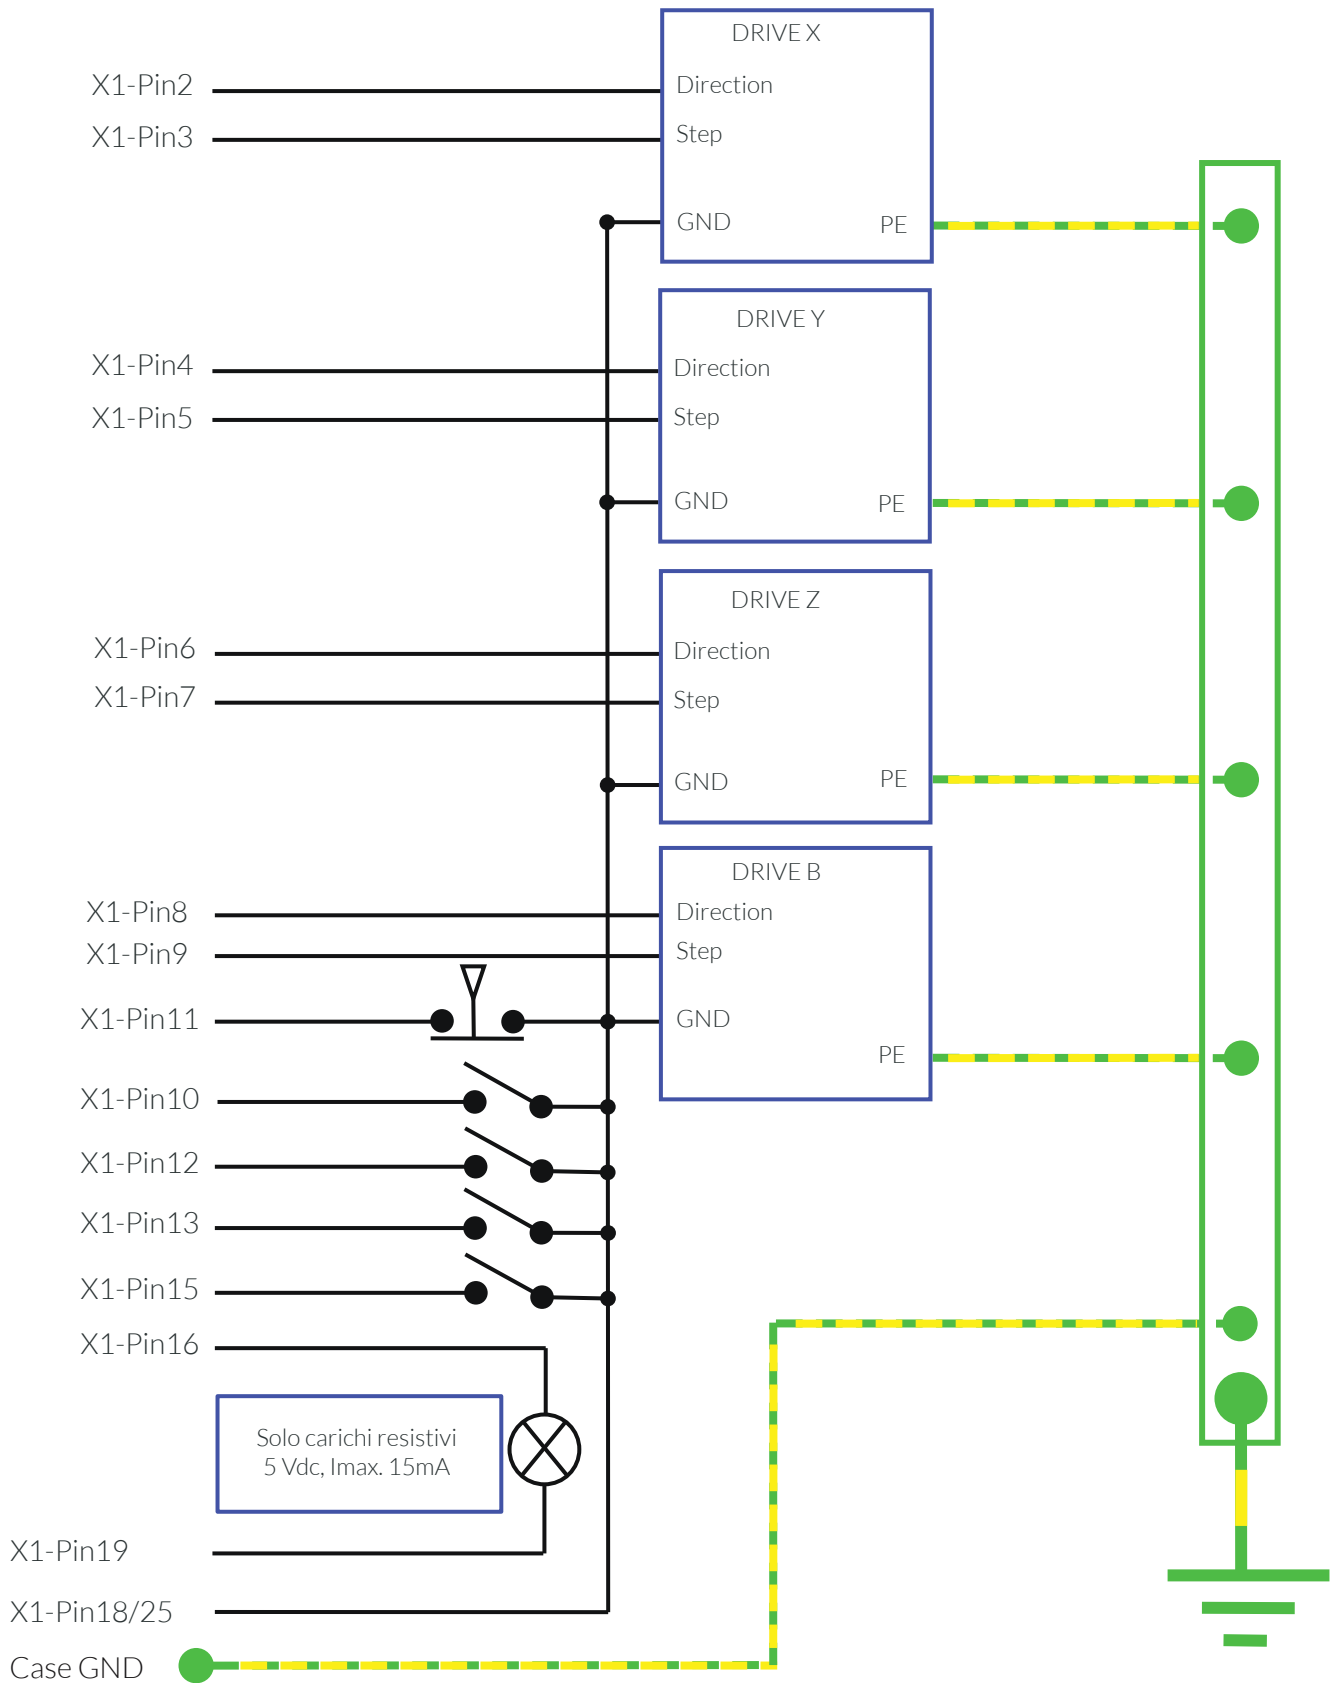 DRIVE X
X1-Pin2
Direction
X1-Pin3
Step
GND
PE
DRIVE Y
X1-Pin4
Direction
X1-Pin5
Step
GND
PE
DRIVE Z
X1-Pin6
Direction
X1-Pin7
Step
GND
PE
DRIVE B
X1-Pin8
Direction
X1-Pin9
Step
X1-Pin11
GND
PE
X1-Pin10
X1-Pin12
X1-Pin13
X1-Pin15
X1-Pin16
Solo carichi resistivi
5 Vdc, Imax. 15mA
X1-Pin19
X1-Pin18/25
Case GND